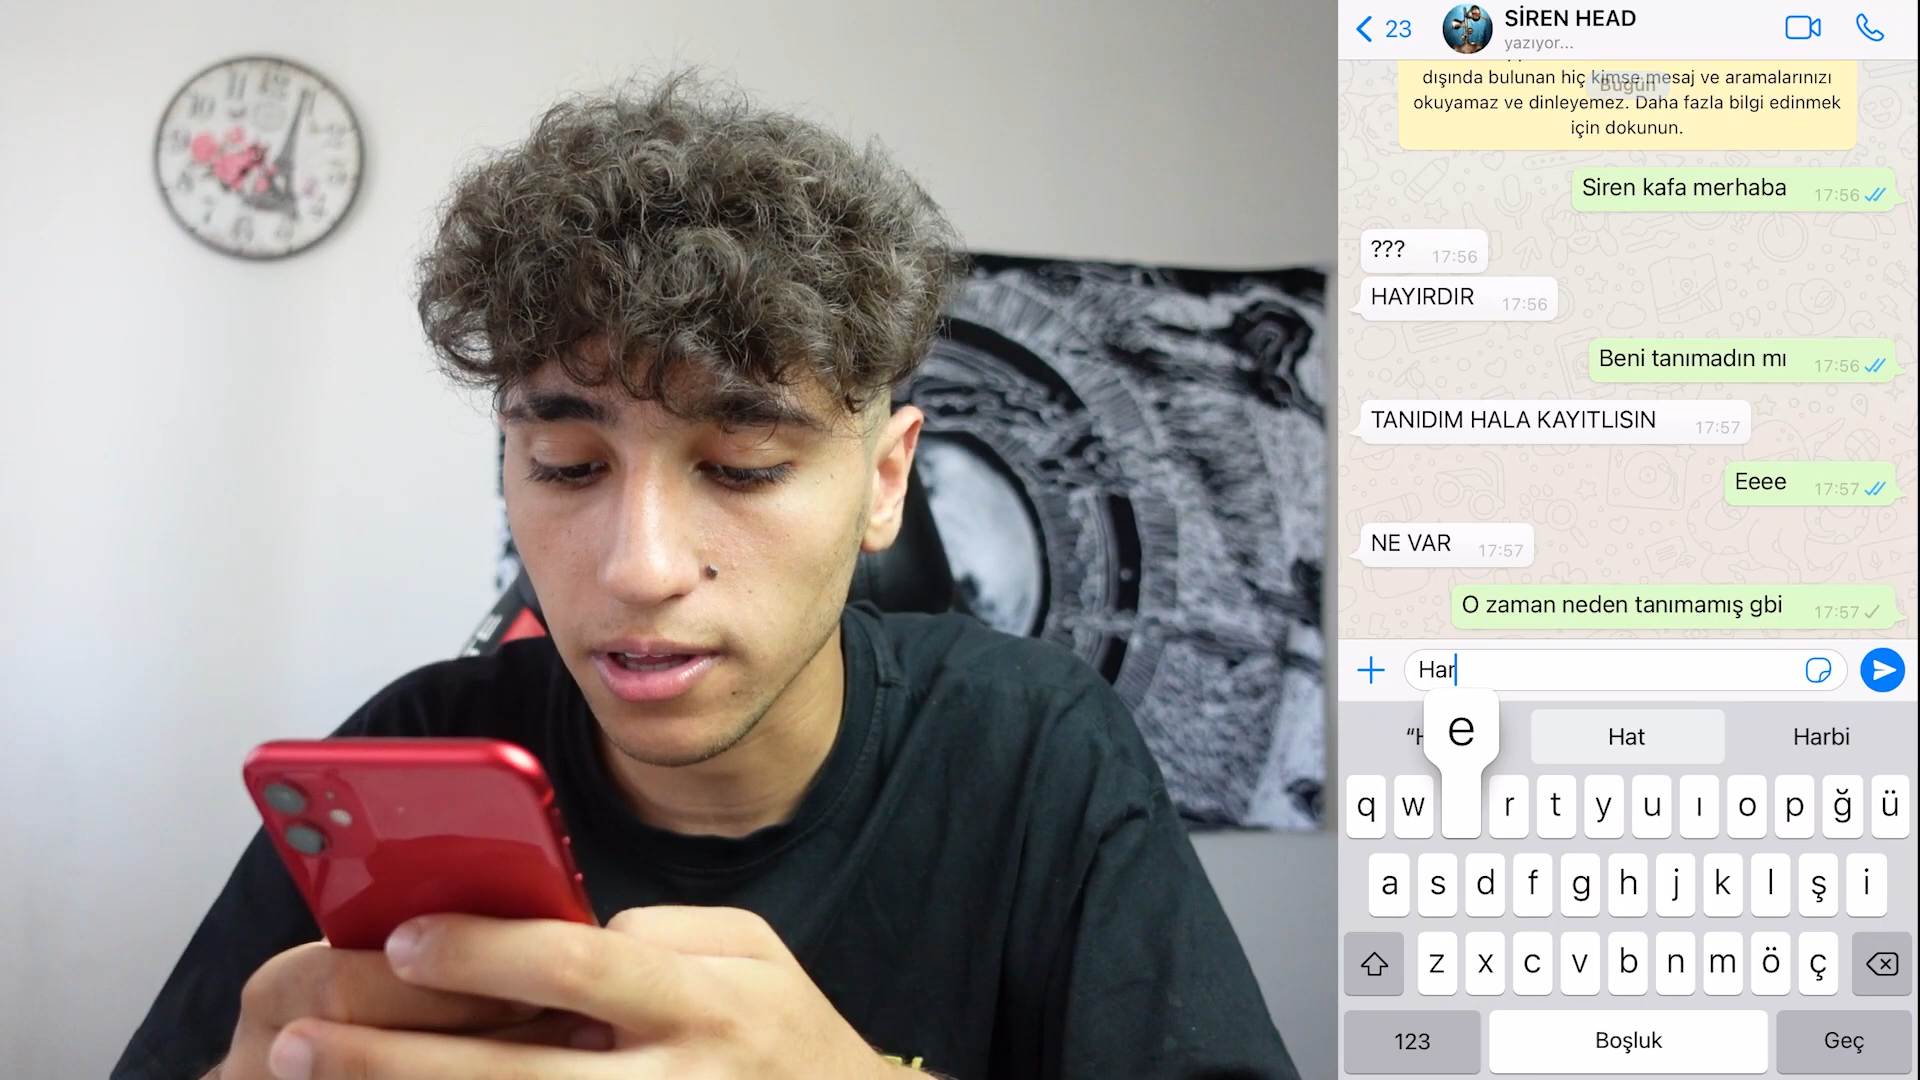 23
SİREN HEAD
yazıyor...
dışında bulunan hiç kimse mesaj ve aramalarınızı
Bugün
okuyamaz ve dinleyemez. Daha fazla bilgi edinmek
için dokunun.
Siren kafa merhaba 17:56
??? 17:56
HAYIRDIR 17:56
Beni tanımadın mı 17:56
TANIDIM HALA KAYITLISIN 17:57
Eeee 17:57
NE VAR 17:57
O zaman neden tanımamış gbi 17:57
Har
e
Hat Harbi
q w r t y u ı o p ğ ü
a s d f g h j k l ş i
z x c v b n m ö ç
123 Boşluk Geç